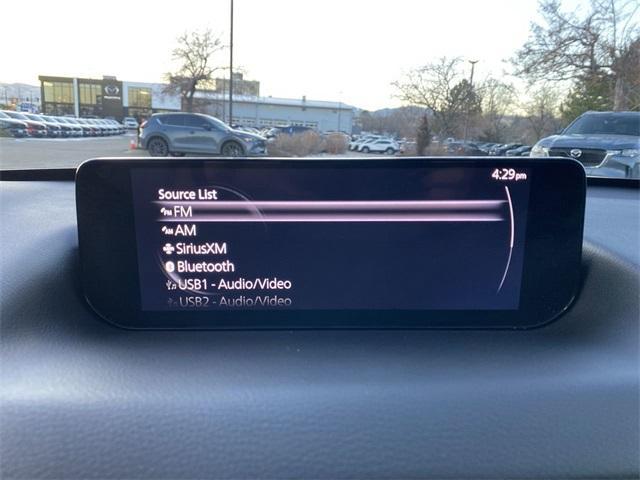 4:29pm
Source List
FM
AM
SiriusXM
Bluetooth
USB1 - Audio/Video
USB2 - Audio/Video